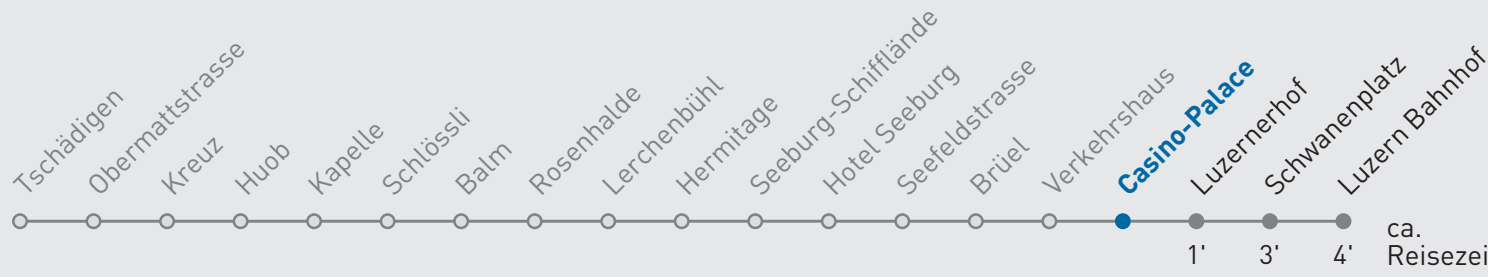 Tschädigen
Obermattstrasse
Kreuz
Huob
Kapelle
Schlössli
Balm
Rosenhalde
Lerchenbühl
Hermitage
Seeburg-Schifflände
Hotel Seeburg
Seefeldstrasse
Brüel
Verkehrshaus
Casino-Palace
Luzernerhof
Schwanenplatz
Luzern Bahnhof
ca.
1' 3' 4' Reisezei